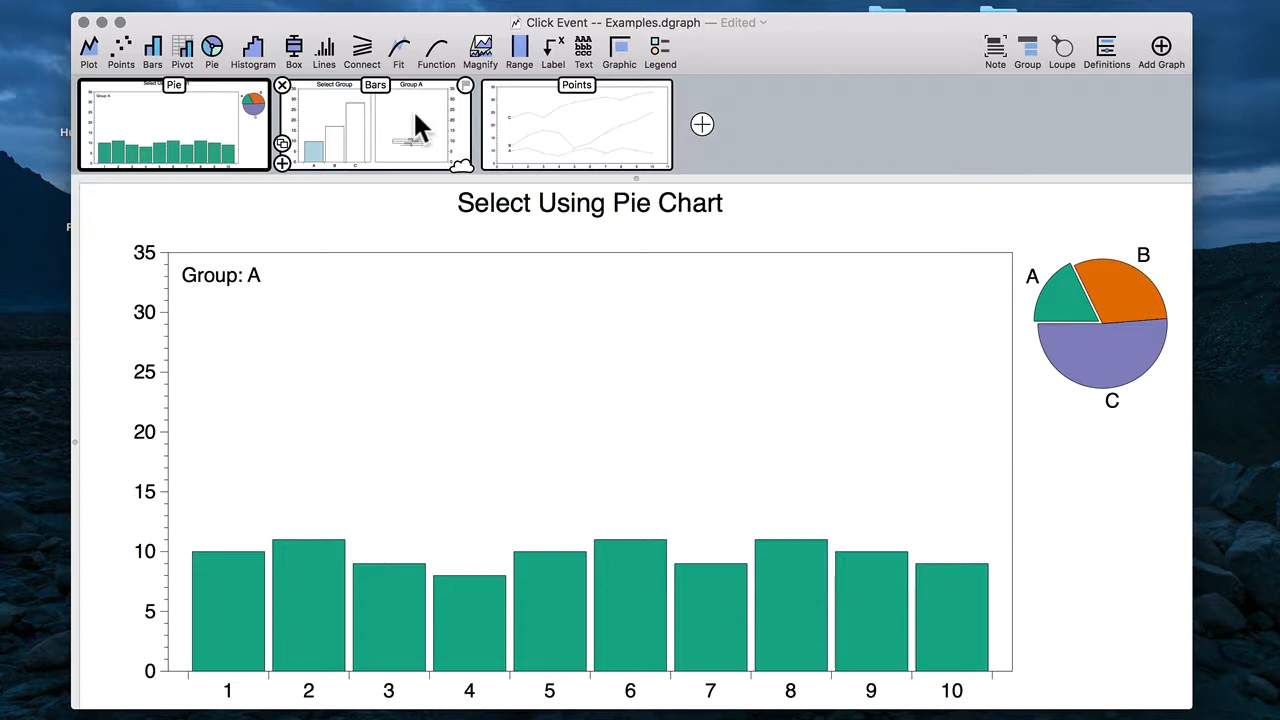 Click Event -- Examples.dgraph — Edited
Plot Points Bars Pivot Pie Histogram Box Lines Connect Fit Function Magnify Range Label Text Graphic Legend Note Group Loupe Definitions Add Graph
Pie
Bars
Points
Select Group
Group A
Select Using Pie Chart
Group: A
35
30
25
20
15
10
5
0
1 2 3 4 5 6 7 8 9 10
A
B
C